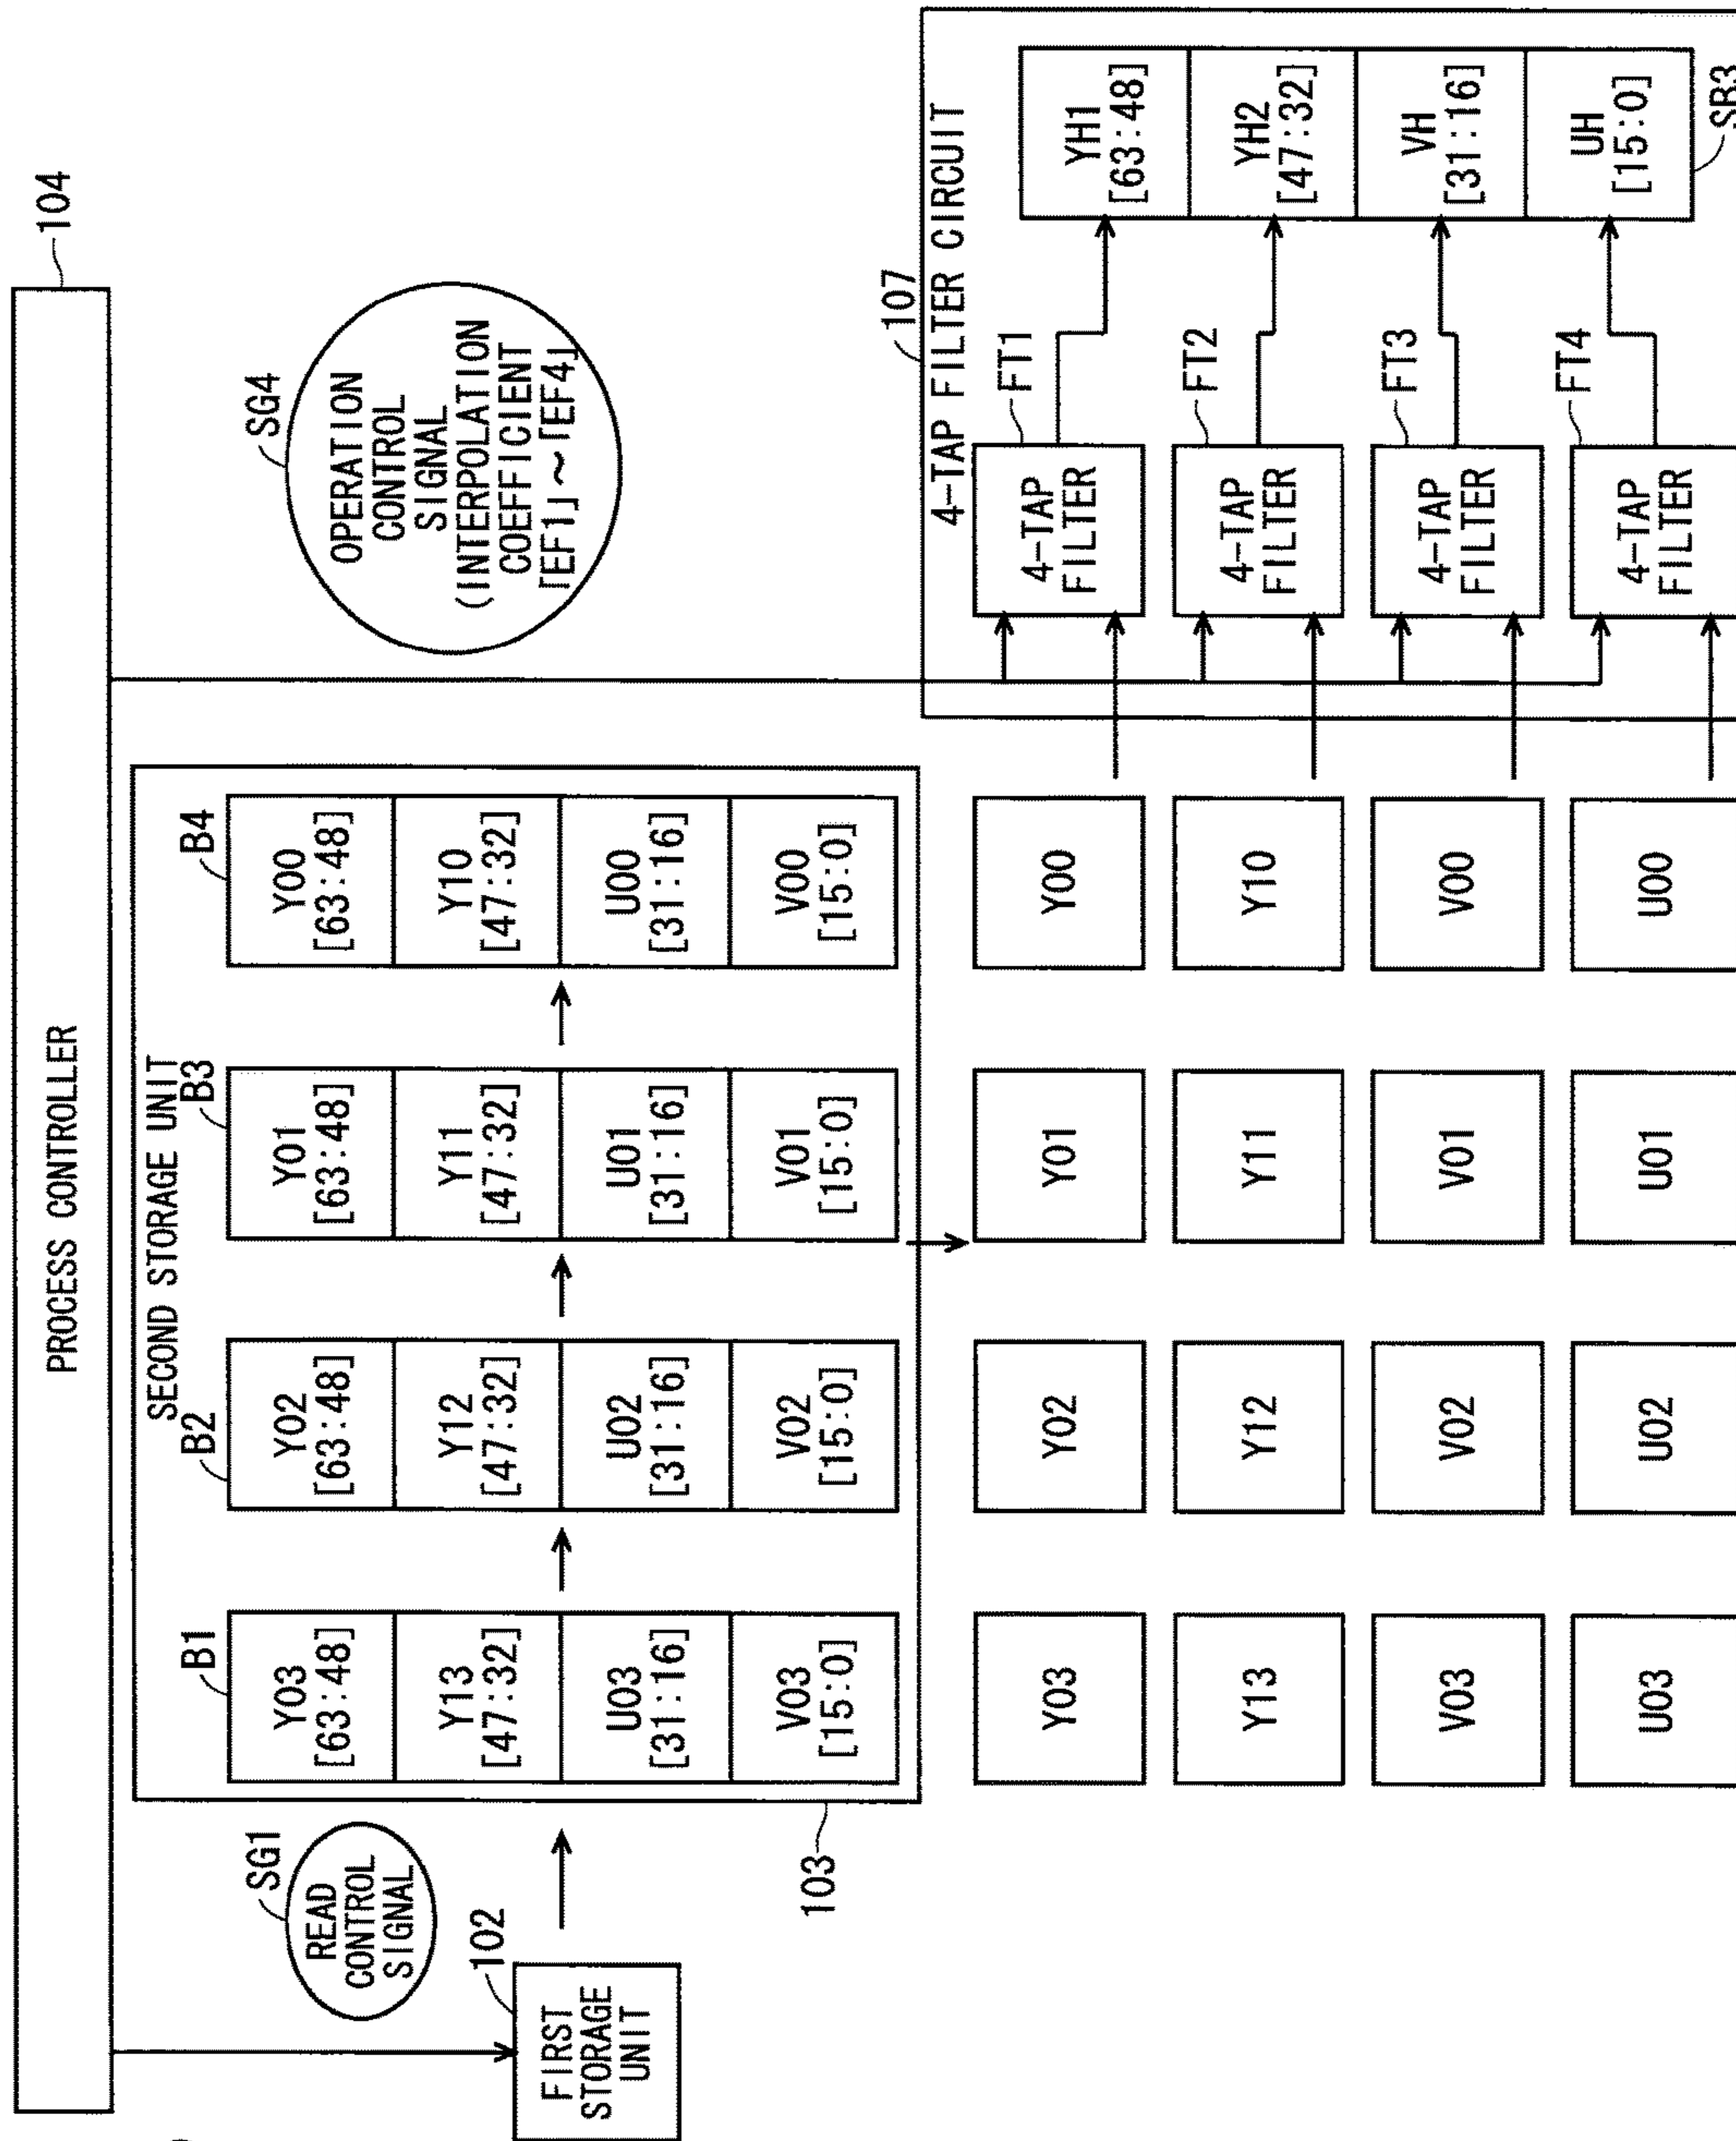 PROCESS CONTROLLER
104
SG1
READ
CONTROL
SIGNAL
102
FIRST
STORAGE
UNIT
103
SECOND STORAGE UNIT
B1
Y03
[63:48]
Y13
[47:32]
U03
[31:16]
V03
[15:0]
B2
Y02
[63:48]
Y12
[47:32]
U02
[31:16]
V02
[15:0]
B3
Y01
[63:48]
Y11
[47:32]
U01
[31:16]
V01
[15:0]
B4
Y00
[63:48]
Y10
[47:32]
U00
[31:16]
V00
[15:0]
SG4
OPERATION
CONTROL
SIGNAL
(INTERPOLATION
COEFFICIENT
「EF1」~「EF4」
Y03
Y02
Y01
Y00
Y13
Y12
Y11
Y10
V03
V02
V01
V00
U03
U02
U01
U00
107
4-TAP FILTER CIRCUIT
4-TAP
FILTER
FT1
4-TAP
FILTER
FT2
4-TAP
FILTER
FT3
4-TAP
FILTER
FT4
YH1
[63:48]
YH2
[47:32]
VH
[31:16]
UH
[15:0]
SB3